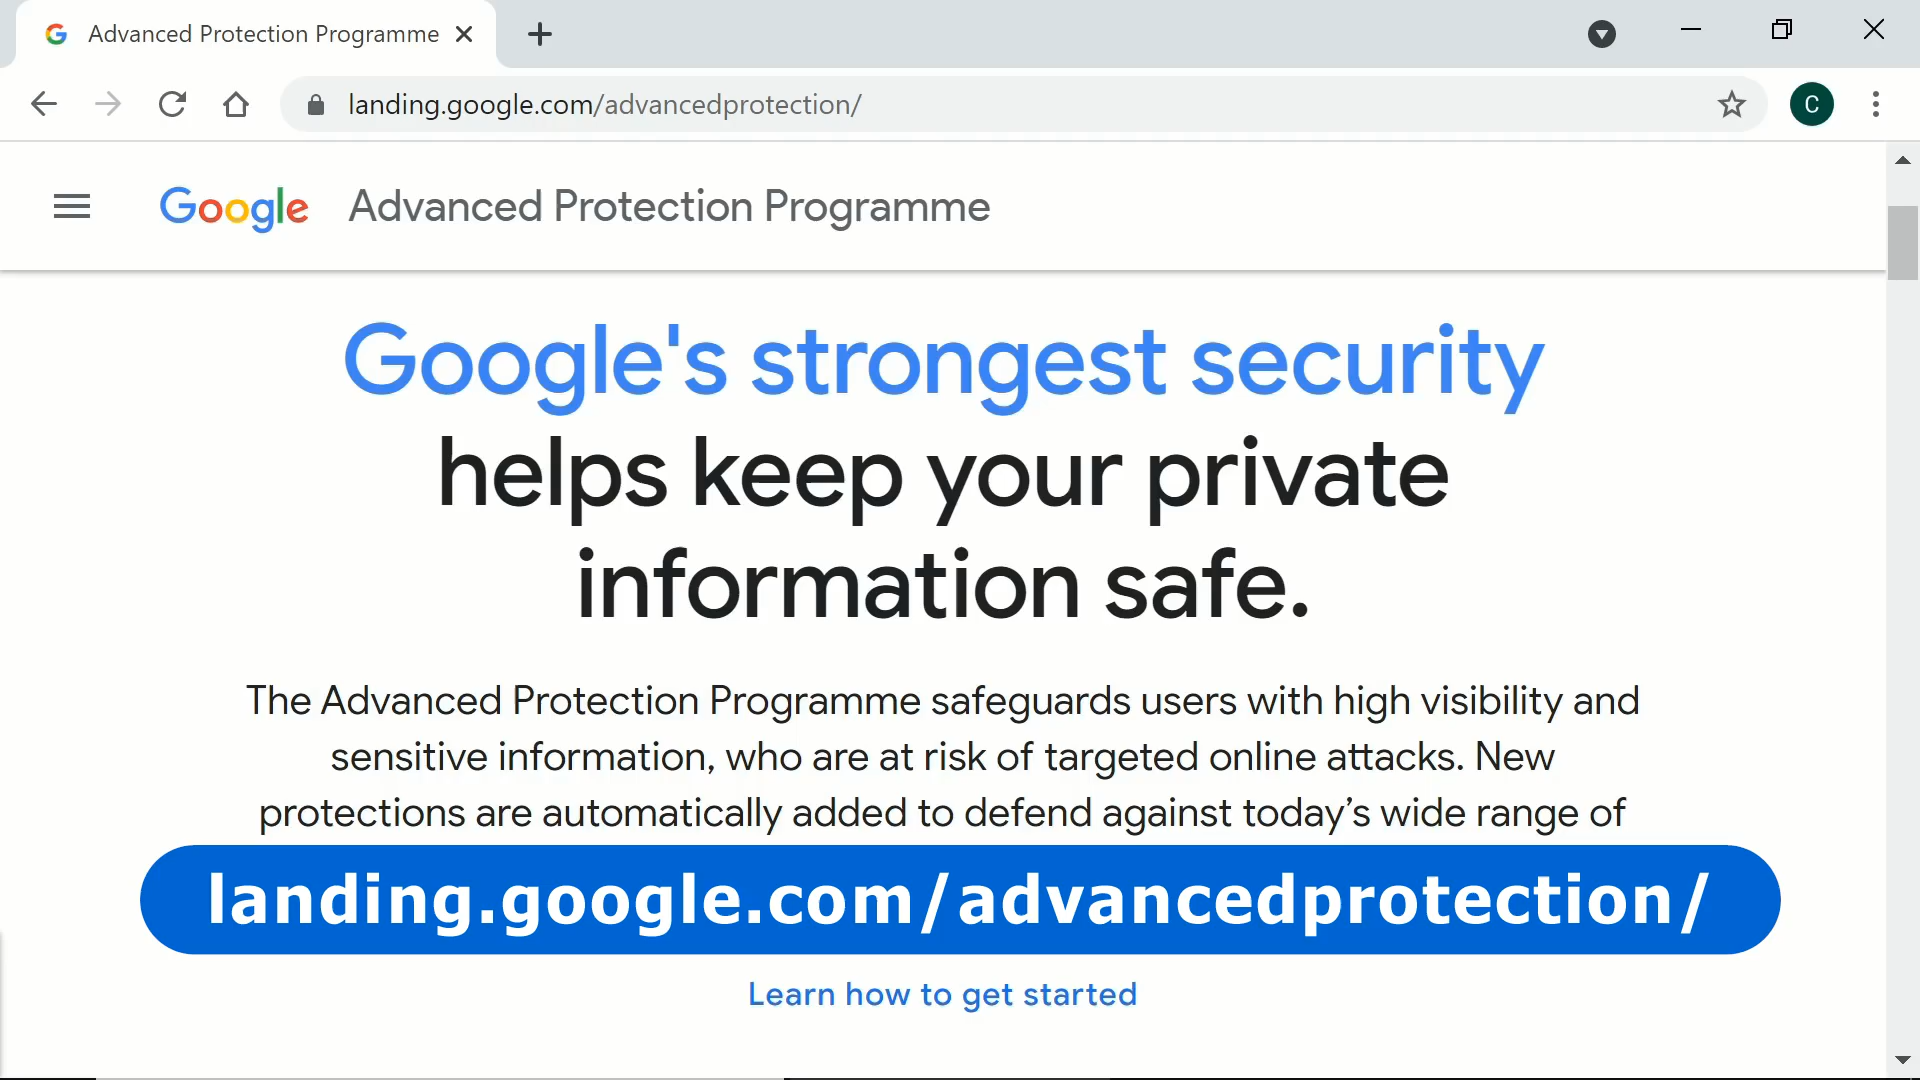 Advanced Protection Programme
landing.google.com/advancedprotection/
C
Google Advanced Protection Programme
Google's strongest security
helps keep your private
information safe.
The Advanced Protection Programme safeguards users with high visibility and
sensitive information, who are at risk of targeted online attacks. New
protections are automatically added to defend against today’s wide range of
landing.google.com/advancedprotection/
Learn how to get started